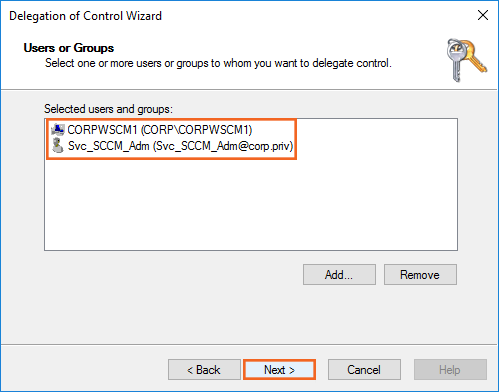 Delegation of Control Wizard
Users or Groups
Select one or more users or groups to whom you want to delegate control.
Selected users and groups:
CORPWSCM1 (CORP\CORPWSCM1)
Svc_SCCM_Adm (Svc_SCCM_Adm@corp.priv)
Add... Remove
< Back Next > Cancel Help